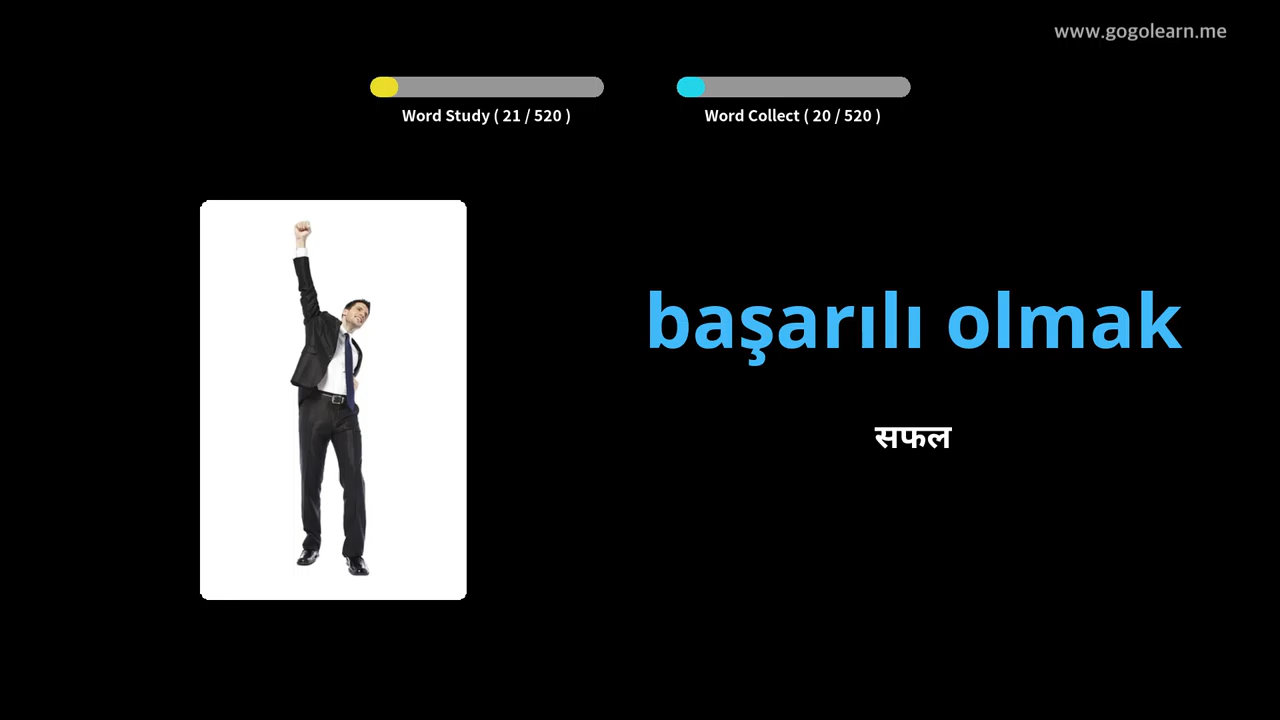 www.gogolearn.me
Word Study ( 21 / 520 )
Word Collect ( 20 / 520 )
başarılı olmak
सफल